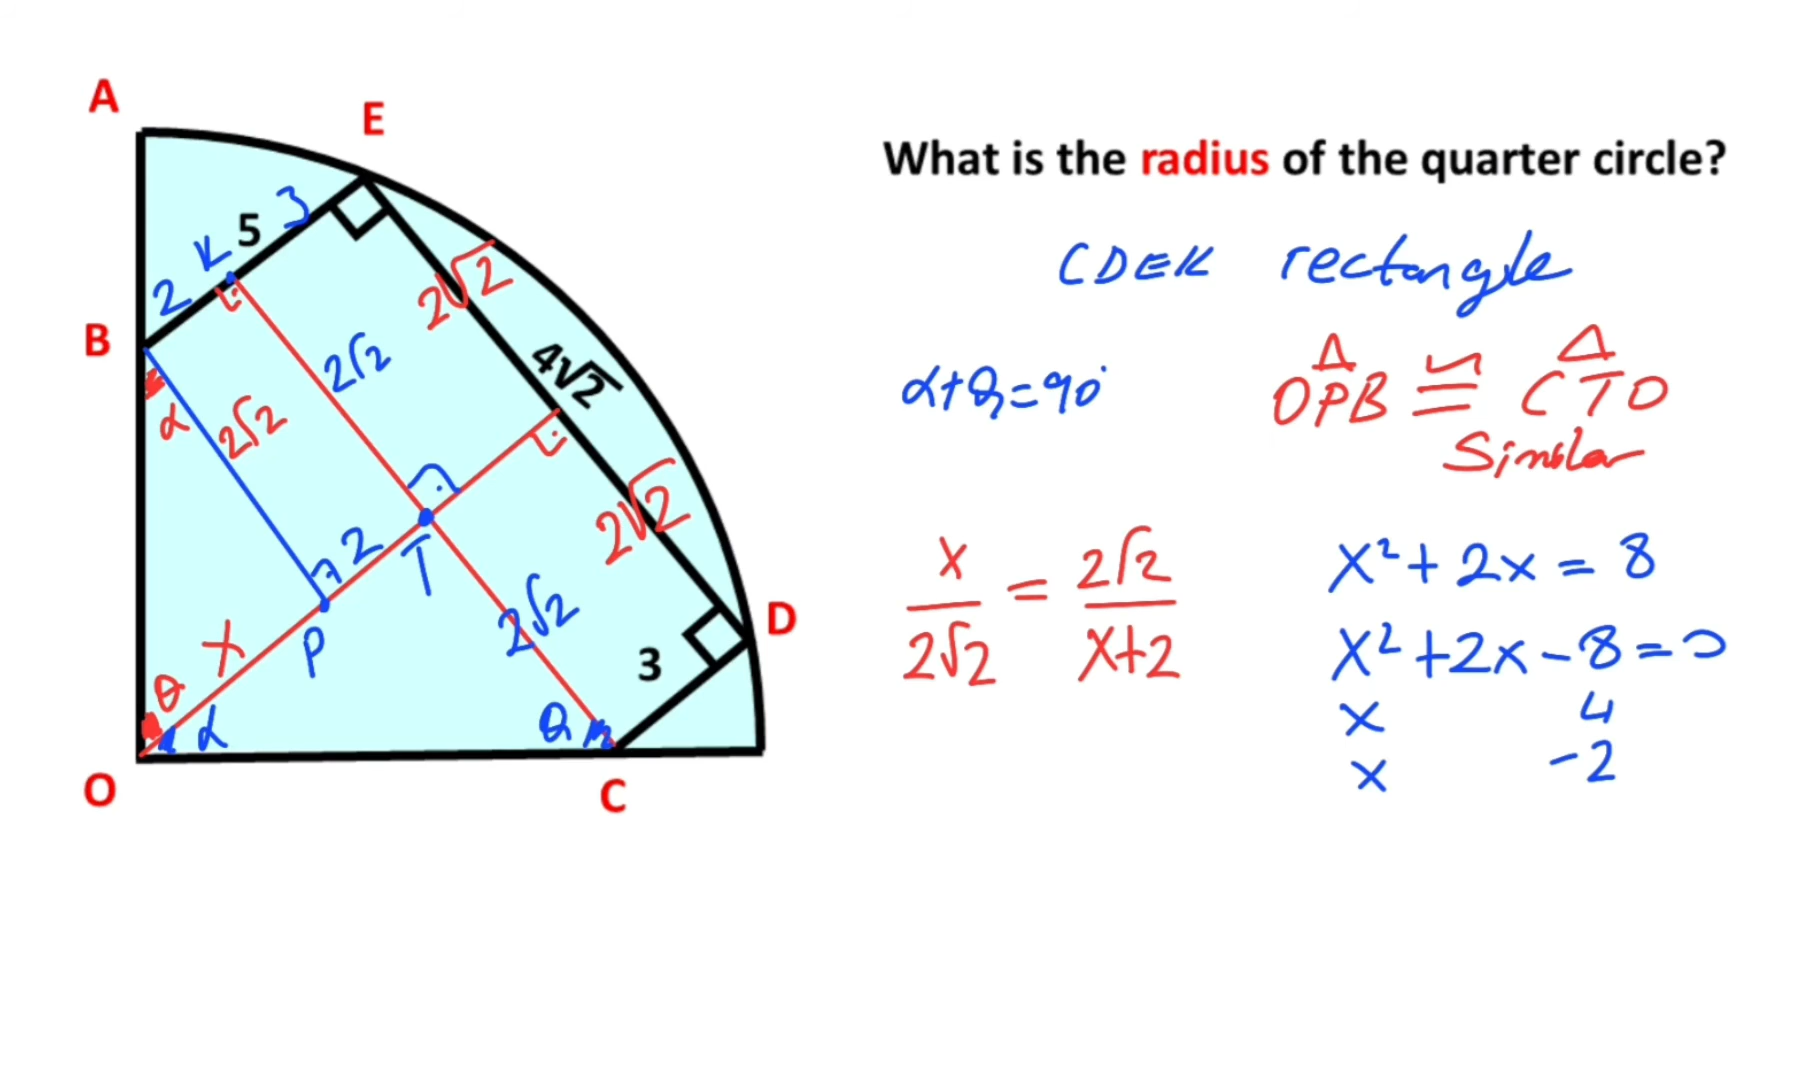 A
E
What is the radius of the quarter circle?
3
5
K
CDEK rectangle
2√2
2
B
2√2
4√2
α+θ=90°
OPB ≅ CTO
Similar
α
2√2
2√2
2
T
x/2√2 = 2√2/x+2
x²+2x=8
2√2
D
x
P
3
x²+2x-8=0
θ
α
θ
x 4
x -2
O
C